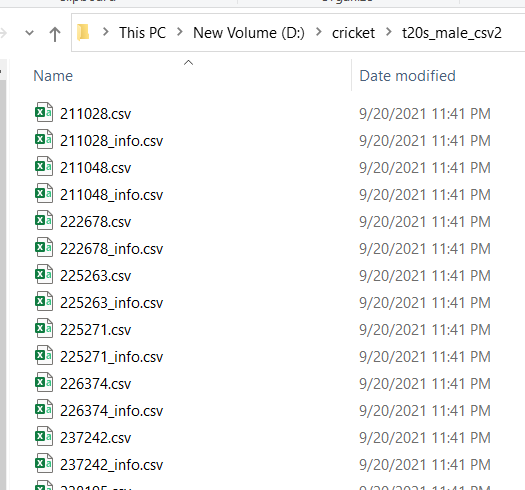 This PC > New Volume (D:) > cricket > t20s_male_csv2
Name Date modified
211028.csv 9/20/2021 11:41 PM
211028_info.csv 9/20/2021 11:41 PM
211048.csv 9/20/2021 11:41 PM
211048_info.csv 9/20/2021 11:41 PM
222678.csv 9/20/2021 11:41 PM
222678_info.csv 9/20/2021 11:41 PM
225263.csv 9/20/2021 11:41 PM
225263_info.csv 9/20/2021 11:41 PM
225271.csv 9/20/2021 11:41 PM
225271_info.csv 9/20/2021 11:41 PM
226374.csv 9/20/2021 11:41 PM
226374_info.csv 9/20/2021 11:41 PM
237242.csv 9/20/2021 11:41 PM
237242_info.csv 9/20/2021 11:41 PM